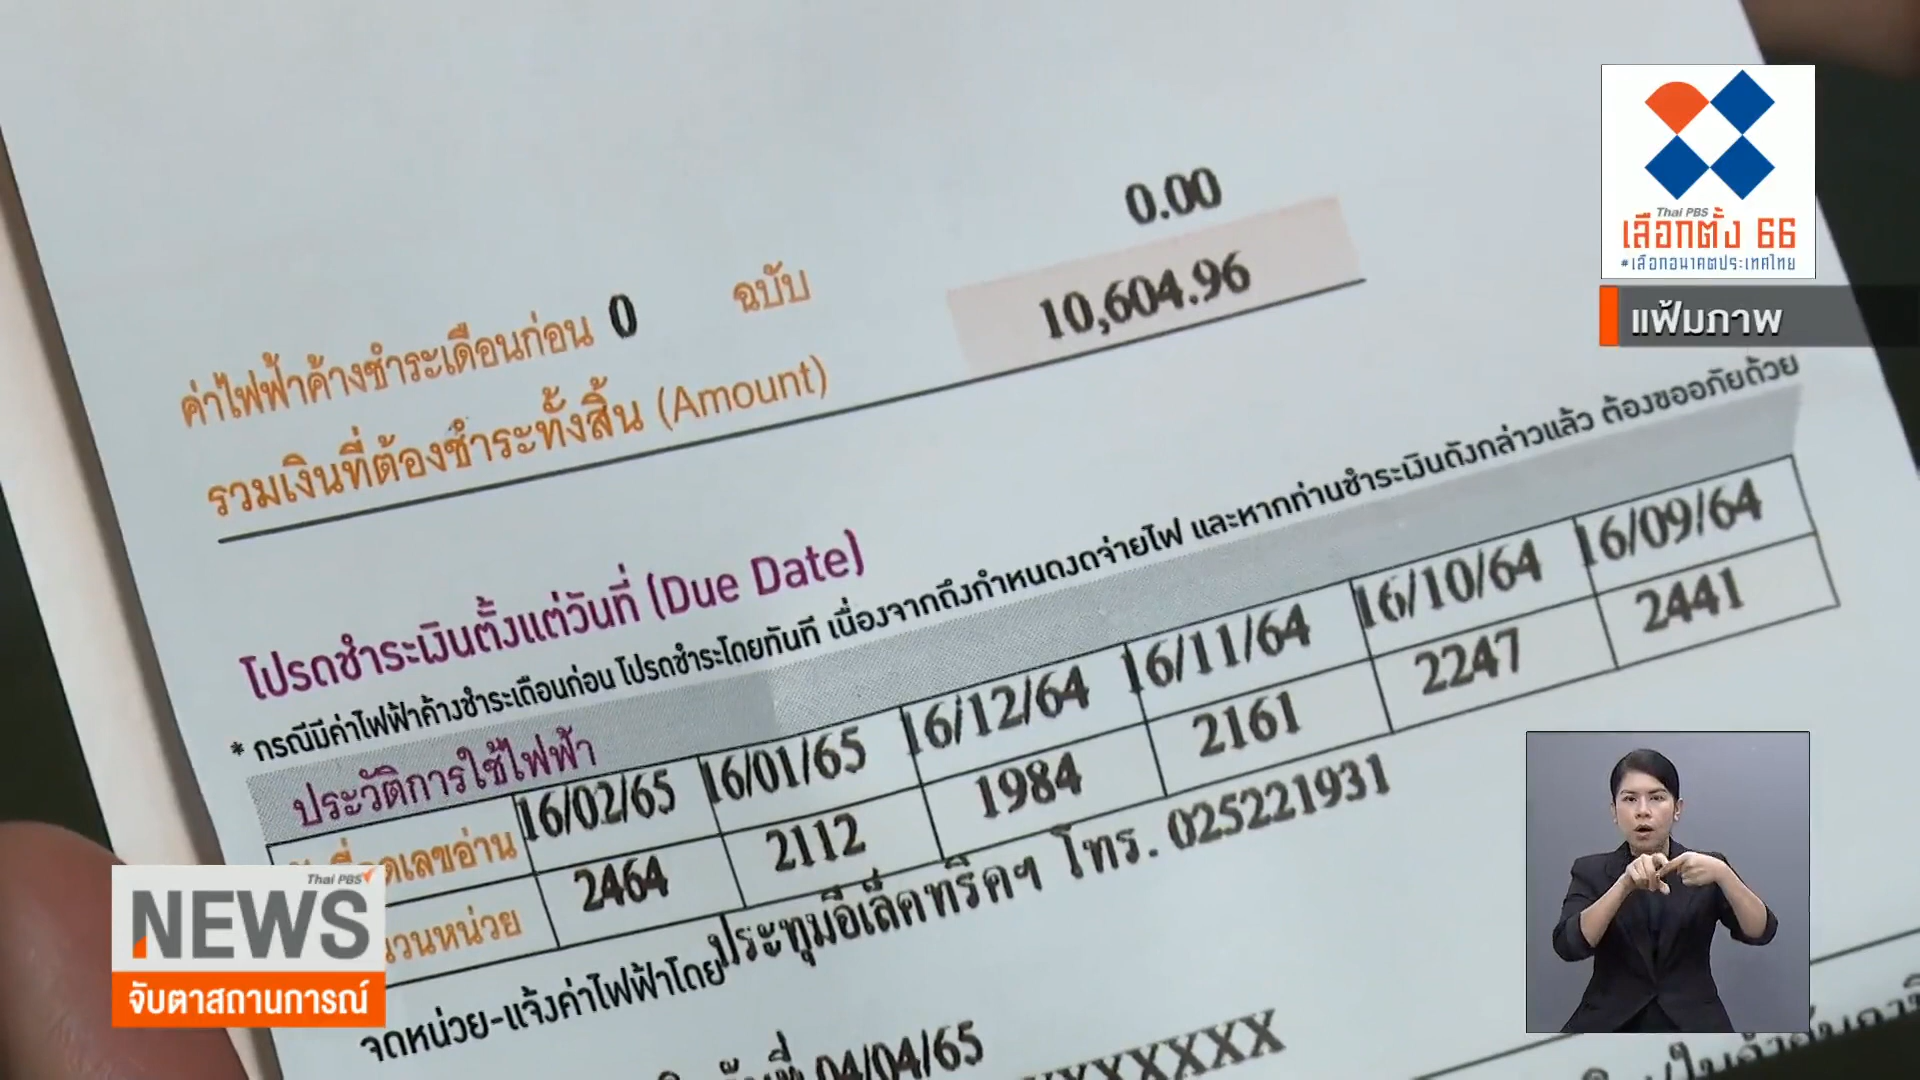 0.00
ค่าไฟฟ้าค้างชำระเดือนก่อน 0 ฉบับ
รวมเงินที่ต้องชำระทั้งสิ้น (Amount) 10,604.96
โปรดชำระเงินตั้งแต่วันที่ (Due Date)
* กรณีมีค่าไฟฟ้าค้างชำระเดือนก่อน โปรดชำระโดยทันที เนื่องจากถึงกำหนดงดจ่ายไฟ และหากท่านชำระเงินดังกล่าวแล้ว ต้องขออภัยด้วย
ประวัติการใช้ไฟฟ้า
16/02/65 16/01/65 16/12/64 16/11/64 16/10/64 16/09/64
2464 2112 1984 2161 2247 2441
จดหน่วย-แจ้งค่าไฟฟ้าโดย ประทุมอีเล็คทริคฯ โทร. 025221931
04/04/65
XXXXXX
Thai PBS
เลือกตั้ง 66
#เลือกอนาคตประเทศไทย
แฟ้มภาพ
Thai PBS
NEWS
จับตาสถานการณ์